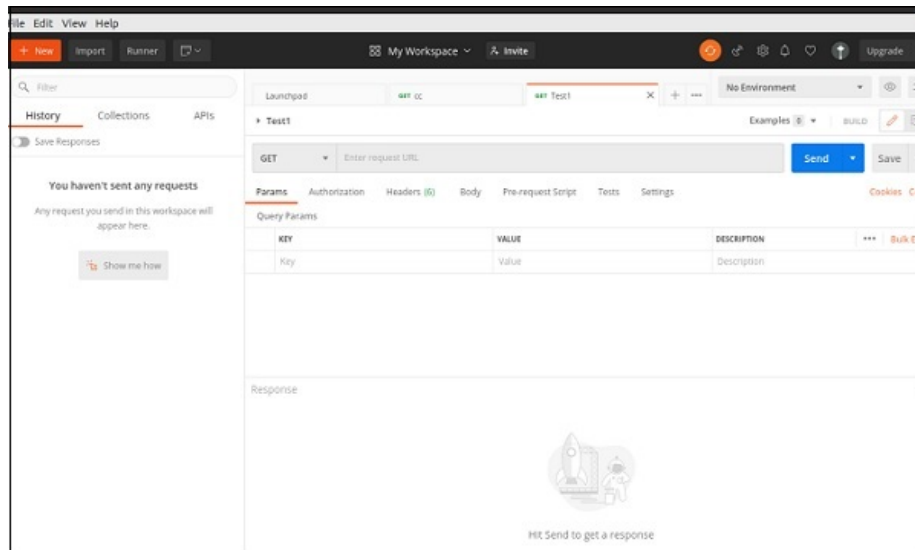 File Edit View Help
+ New Import Runner My Workspace Invite Upgrade
Filter
History Collections APIs
Save Responses
You haven't sent any requests
Any request you send in this workspace will
appear here.
Show me how
Launchpad GET cc GET Test1 No Environment
Test1 Examples 0 BUILD
GET Enter request URL Send Save
Params Authorization Headers (6) Body Pre-request Script Tests Settings Cookies C
Query Params
KEY VALUE DESCRIPTION Bulk E
Key Value Description
Response
Hit Send to get a response